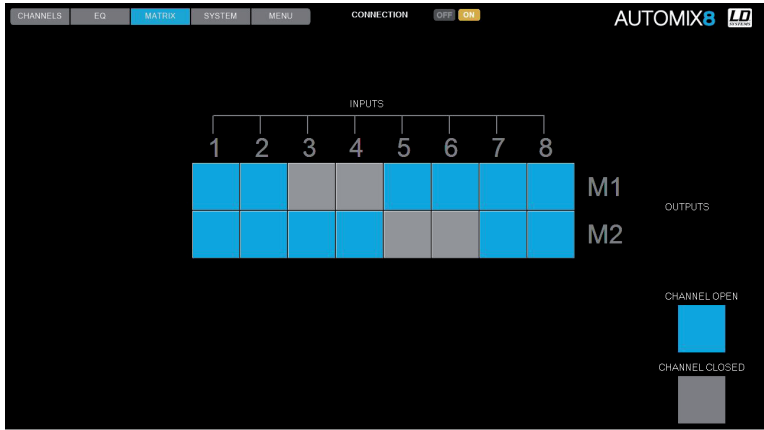 CHANNELS EQ MATRIX SYSTEM MENU CONNECTION OFF ON AUTOMIX8 LD
SYSTEMS
INPUTS
1 2 3 4 5 6 7 8
M1
OUTPUTS
M2
CHANNEL OPEN
CHANNEL CLOSED